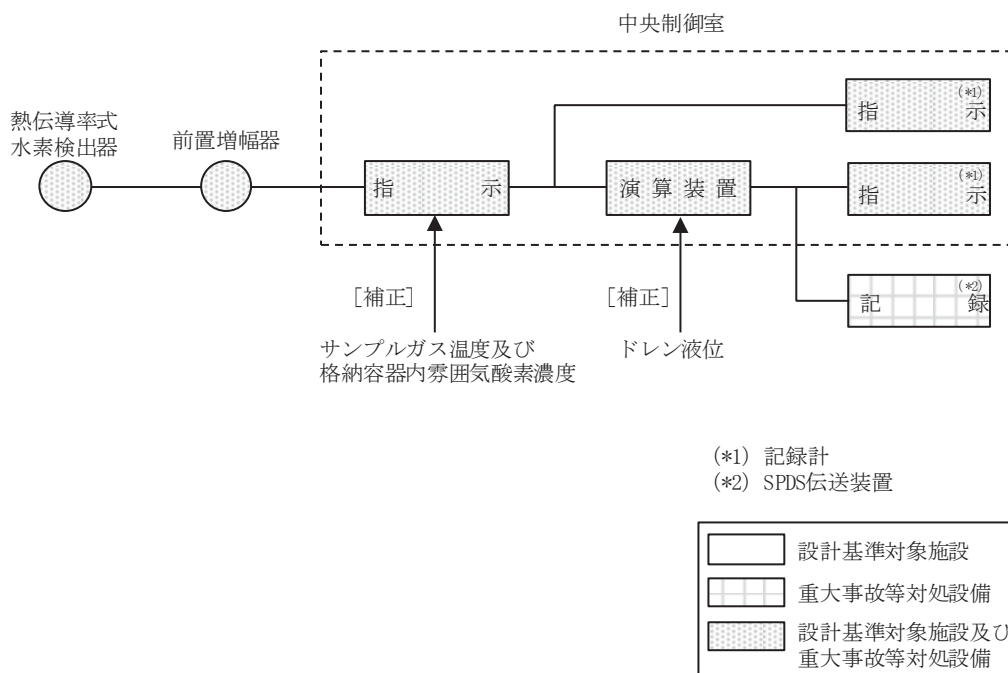 中央制御室
熱伝導率式
水素検出器
前置増幅器
指 示
指 示 (*1)
演 算 装 置
指 示 (*1)
記 録 (*2)
[補正]
[補正]
サンプルガス温度及び
格納容器内雰囲気酸素濃度
ドレン液位
(*1) 記録計
(*2) SPDS伝送装置
設計基準対象施設
重大事故等対処設備
設計基準対象施設及び
重大事故等対処設備